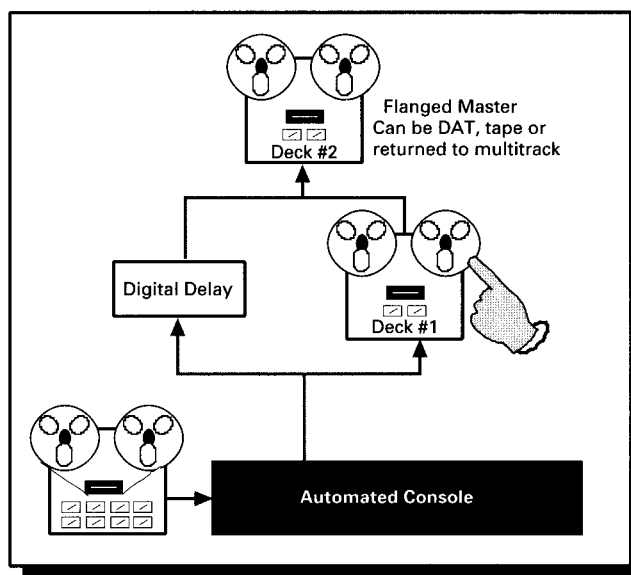 Flanged Master
Can be DAT, tape or
returned to multitrack
Deck #2
Digital Delay
Deck #1
Automated Console